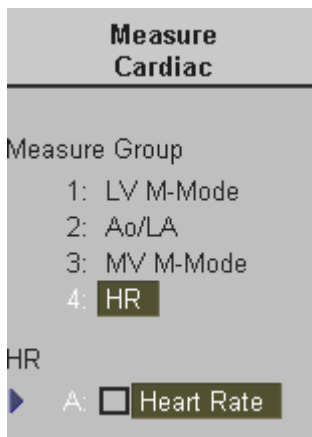 Measure
Cardiac
Measure Group
1: LV M-Mode
2: Ao/LA
3: MV M-Mode
4: HR
HR
A: Heart Rate